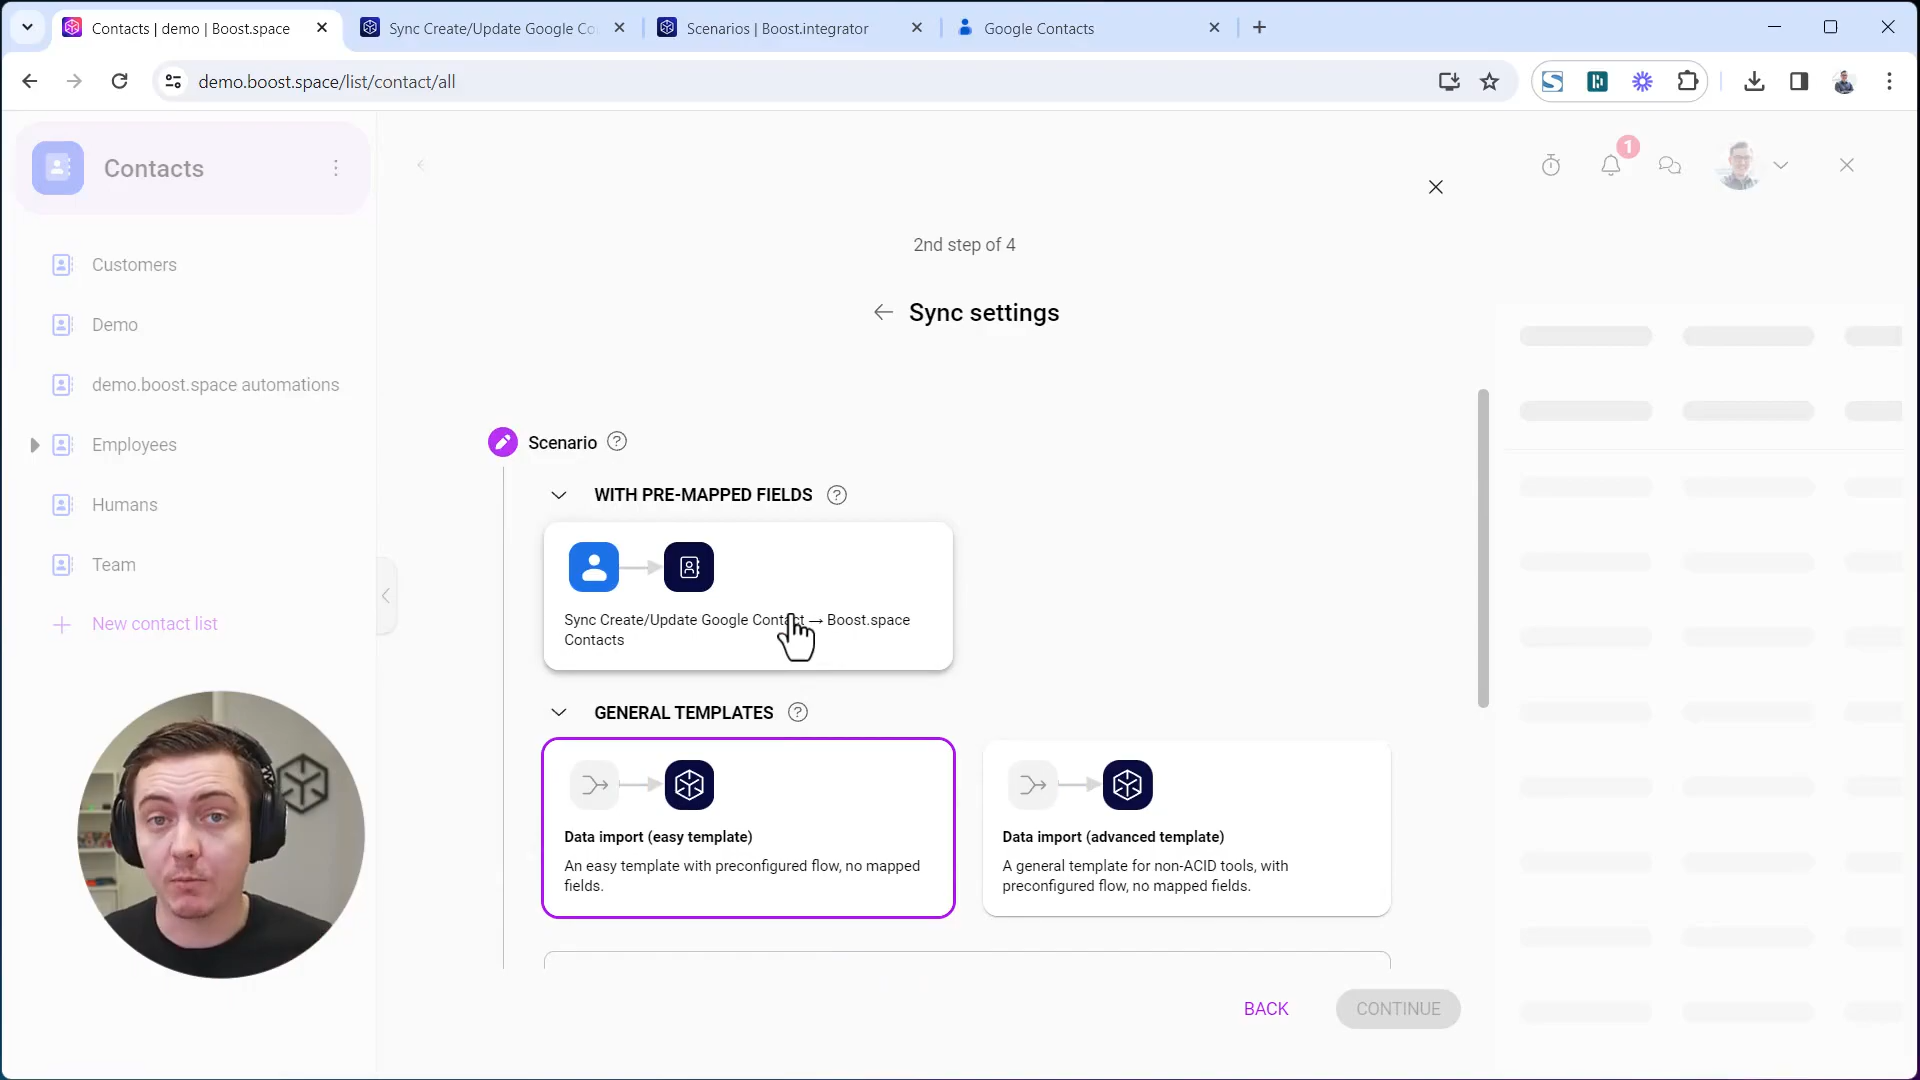 Contacts | demo | Boost.space
Sync Create/Update Google Co
Scenarios | Boost.integrator
Google Contacts
demo.boost.space/list/contact/all
Contacts
1
2nd step of 4
Sync settings
Customers
Demo
demo.boost.space automations
Employees
Humans
Team
New contact list
Scenario
WITH PRE-MAPPED FIELDS
Sync Create/Update Google Contact → Boost.space
Contacts
GENERAL TEMPLATES
Data import (easy template)
An easy template with preconfigured flow, no mapped
fields.
Data import (advanced template)
A general template for non-ACID tools, with
preconfigured flow, no mapped fields.
BACK
CONTINUE